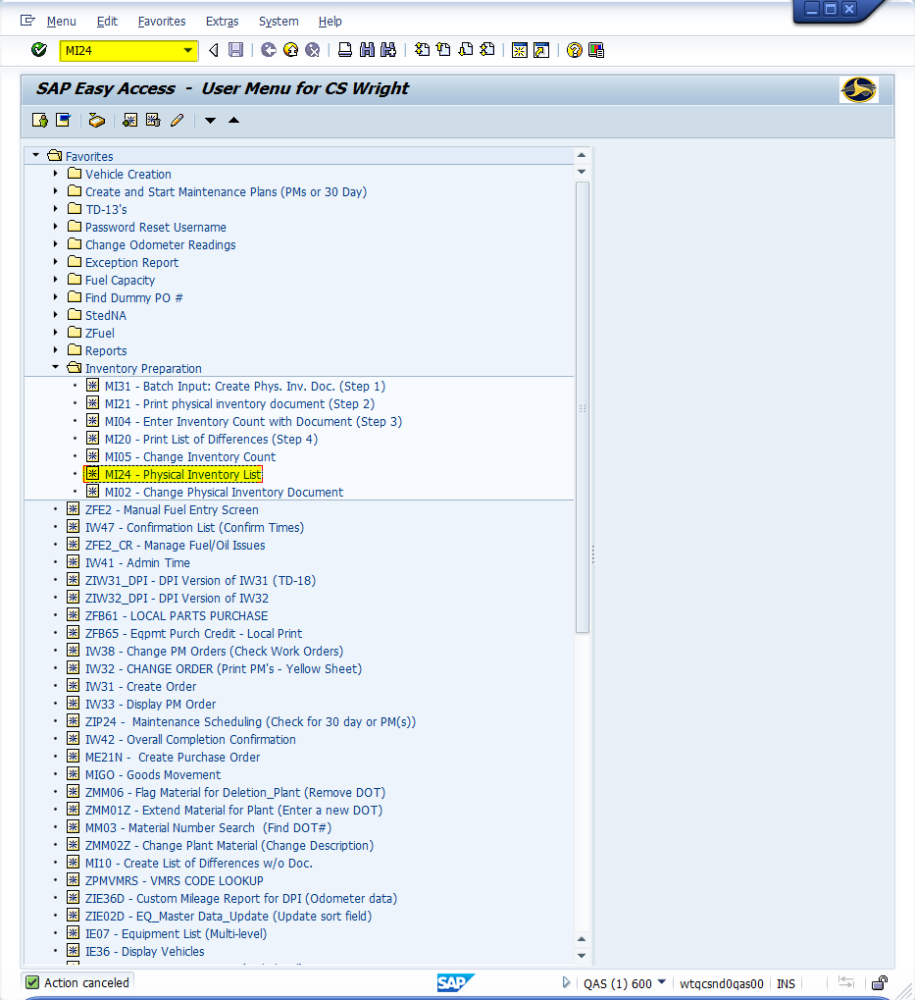 Menu Edit Favorites Extras System Help
MI24
SAP Easy Access - User Menu for CS Wright
Favorites
Vehicle Creation
Create and Start Maintenance Plans (PMs or 30 Day)
TD-13's
Password Reset Username
Change Odometer Readings
Exception Report
Fuel Capacity
Find Dummy PO #
StedNA
ZFuel
Reports
Inventory Preparation
MI31 - Batch Input: Create Phys. Inv. Doc. (Step 1)
MI21 - Print physical inventory document (Step 2)
MI04 - Enter Inventory Count with Document (Step 3)
MI20 - Print List of Differences (Step 4)
MI05 - Change Inventory Count
MI24 - Physical Inventory List
MI02 - Change Physical Inventory Document
ZFE2 - Manual Fuel Entry Screen
IW47 - Confirmation List (Confirm Times)
ZFE2_CR - Manage Fuel/Oil Issues
IW41 - Admin Time
ZIW31_DPI - DPI Version of IW31 (TD-18)
ZIW32_DPI - DPI Version of IW32
ZFB61 - LOCAL PARTS PURCHASE
ZFB65 - Eqpmt Purch Credit - Local Print
IW38 - Change PM Orders (Check Work Orders)
IW32 - CHANGE ORDER (Print PM's - Yellow Sheet)
IW31 - Create Order
IW33 - Display PM Order
ZIP24 -  Maintenance Scheduling (Check for 30 day or PM(s))
IW42 - Overall Completion Confirmation
ME21N -  Create Purchase Order
MIGO - Goods Movement
ZMM06 - Flag Material for Deletion_Plant (Remove DOT)
ZMM01Z - Extend Material for Plant (Enter a new DOT)
MM03 - Material Number Search  (Find DOT#)
ZMM02Z - Change Plant Material (Change Description)
MI10 - Create List of Differences w/o Doc.
ZPMVMRS - VMRS CODE LOOKUP
ZIE36D - Custom Mileage Report for DPI (Odometer data)
ZIE02D - EQ_Master Data_Update (Update sort field)
IE07 - Equipment List (Multi-level)
IE36 - Display Vehicles
Action canceled SAP QAS (1) 600 wtqcsnd0qas00 INS